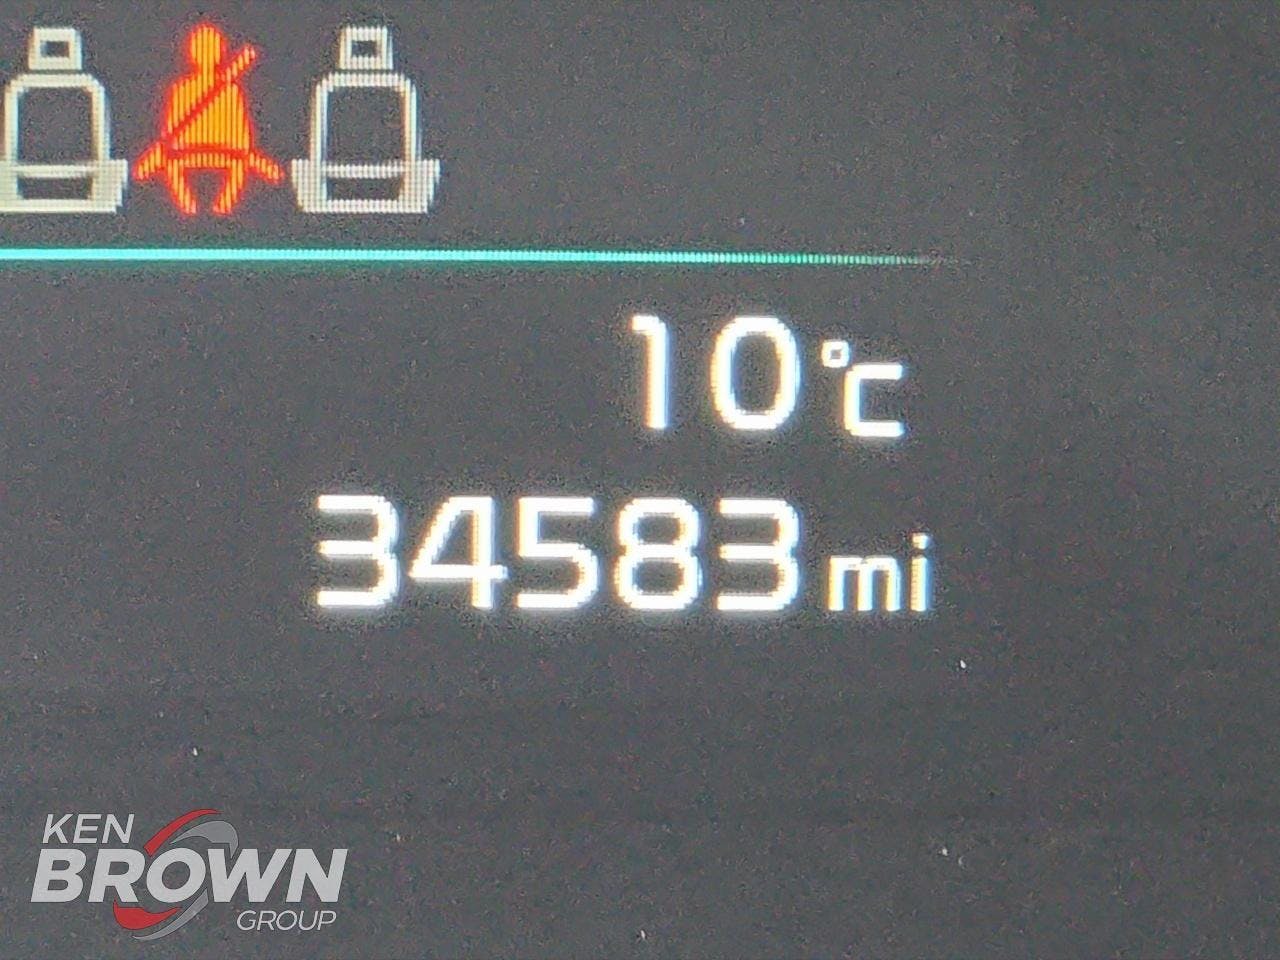 10°C
34583 mi
KEN
BROWN
GROUP